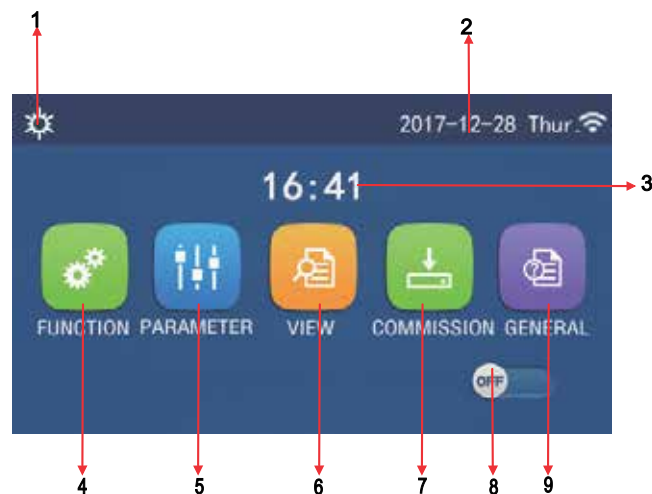 1
2
2017-12-28 Thur.
16:41
3
FUNCTION PARAMETER VIEW COMMISSION GENERAL
OFF
4 5 6 7 8 9